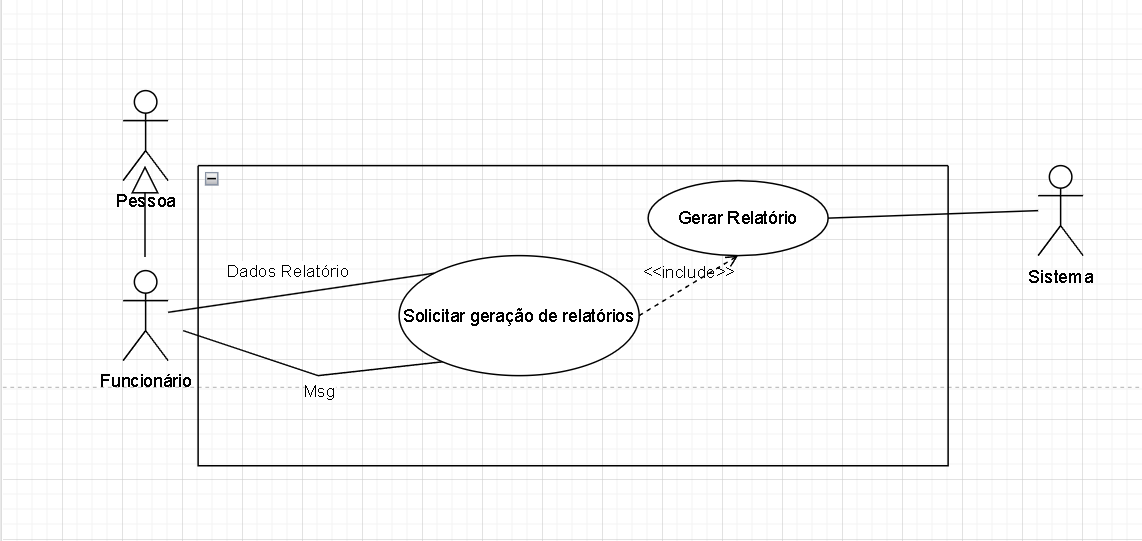 Pessoa
Gerar Relatório
Dados Relatório
<<include>>
Sistema
Solicitar geração de relatórios
Funcionário
Msg